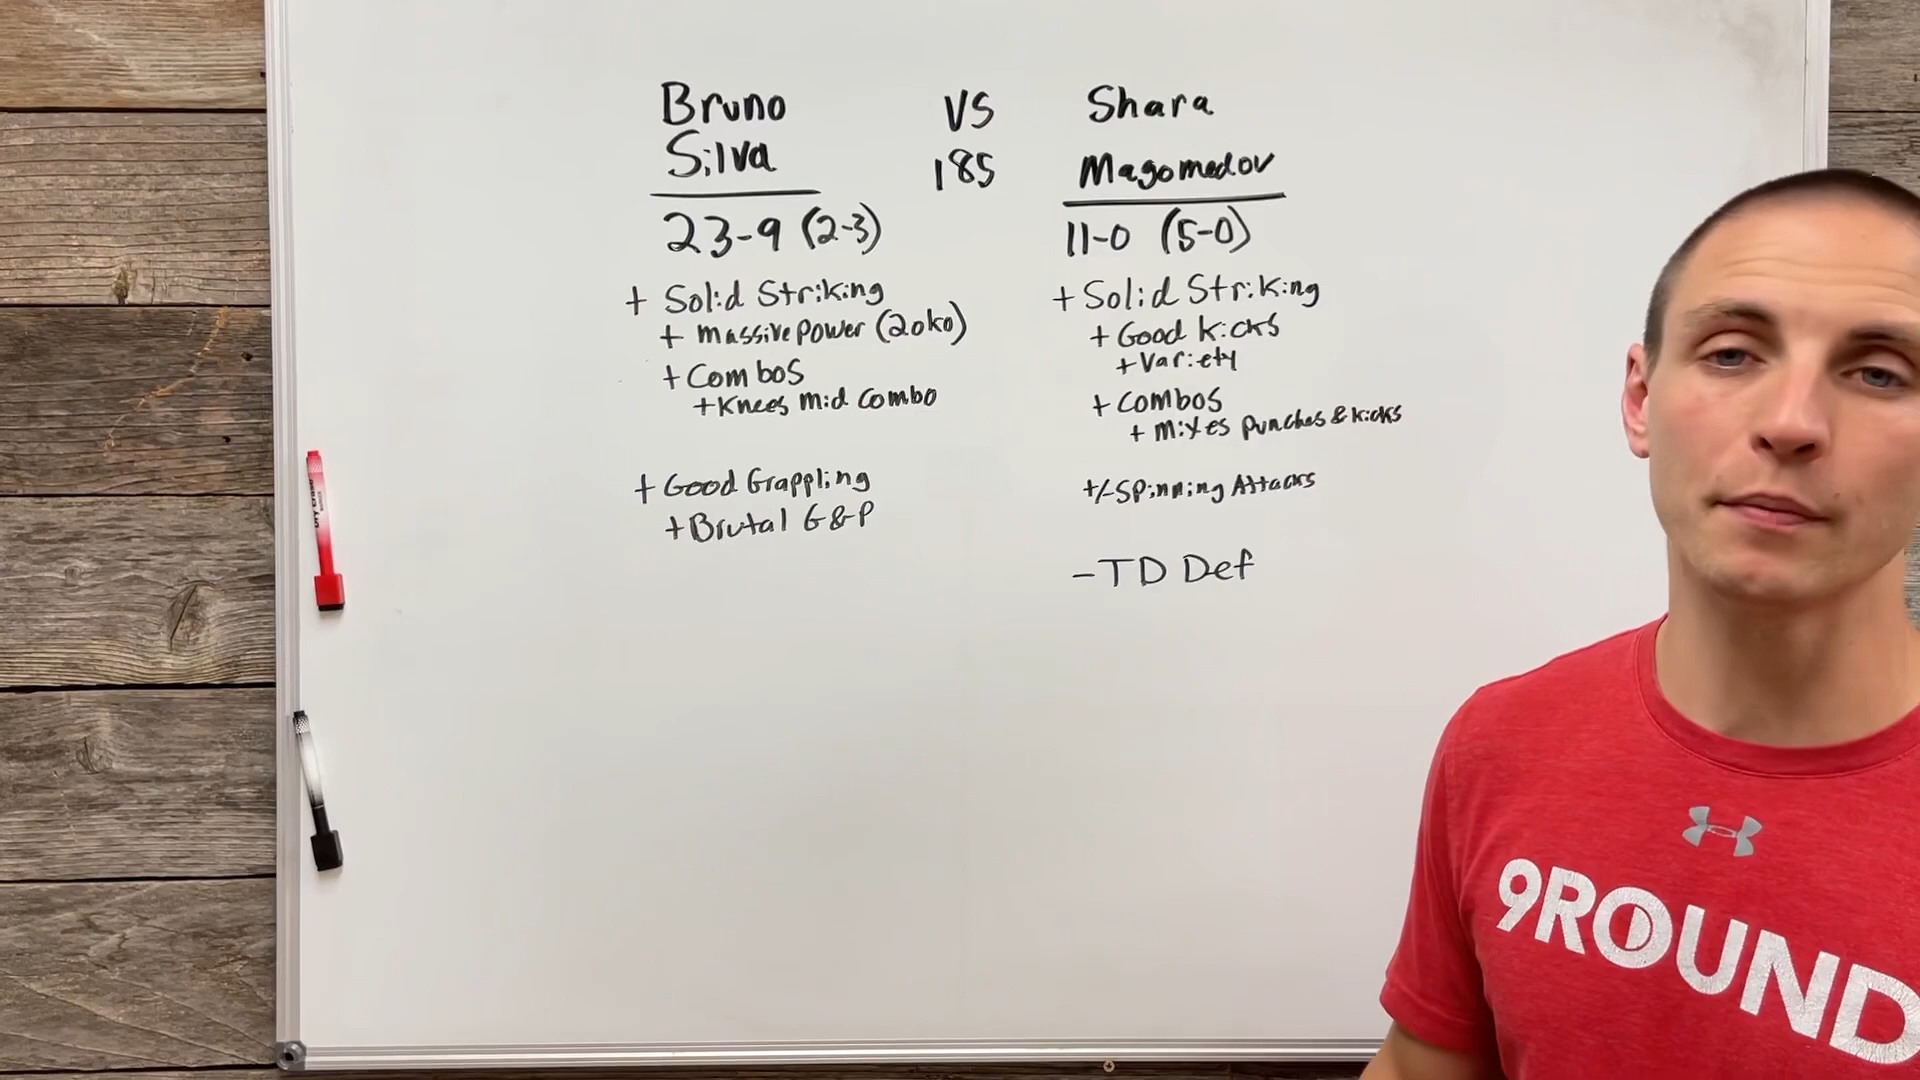 Bruno
Silva
23-9 (2-3)
+ Solid Striking
+ Massive Power (20ko)
+ Combos
+ Knees Mid Combo
+ Good Grappling
+ Brutal G&P
VS
185
Shara
Magomedov
11-0 (5-0)
+ Solid Striking
+ Good Kicks
+ Variety
+ Combos
+ Mixes Punches & Kicks
+/- Spinning Attacks
- TD Def
9ROUND